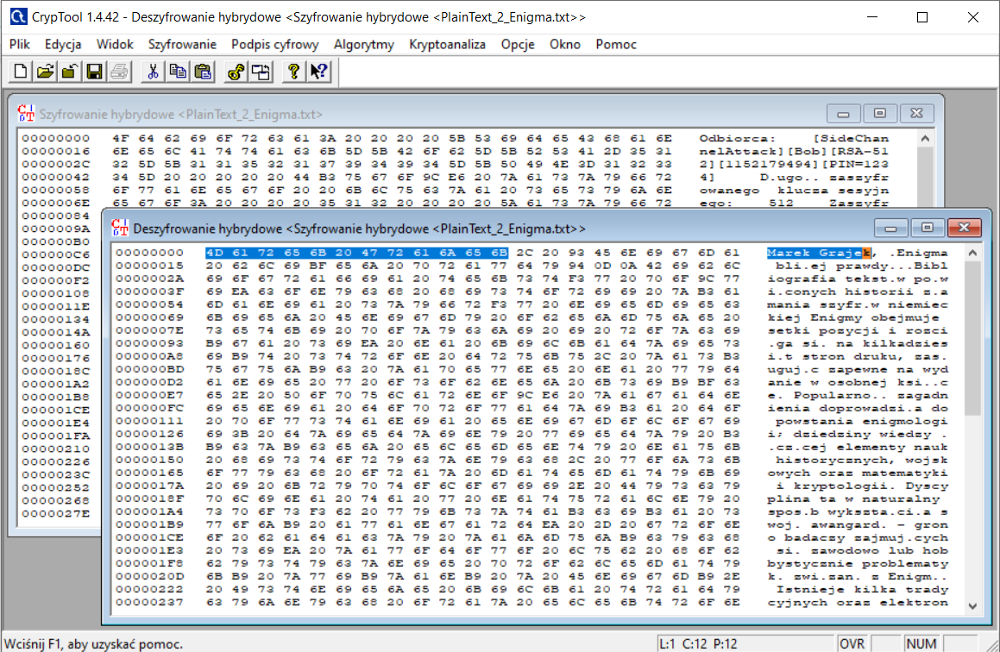 CrypTool 1.4.42 - Deszyfrowanie hybrydowe <Szyfrowanie hybrydowe <PlainText_2_Enigma.txt>>
Plik Edycja Widok Szyfrowanie Podpis cyfrowy Algorytmy Kryptoanaliza Opcje Okno Pomoc
Szyfrowanie hybrydowe <PlainText_2_Enigma.txt>
00000000 4F 64 62 69 6F 72 63 61 3A 20 20 20 20 5B 53 69 64 65 43 68 61 6E Odbiorca: [SideChan
00000016 6E 65 6C 41 74 74 61 63 6B 5D 5B 42 6F 62 5D 5B 52 53 41 2D 35 31 nelAttack][Bob][RSA-51
0000002C 32 5D 5B 31 31 35 32 31 37 39 34 39 34 5D 5B 50 49 4E 3D 31 32 33 2][1152179494][PIN=123
00000042 34 5D 20 20 20 20 20 44 B3 75 67 6F 9C E6 20 7A 61 73 7A 79 66 72 4] D.ugo.. zaszyfr
00000058 6F 77 61 6E 65 67 6F 20 20 6B 6C 75 63 7A 61 20 73 65 73 79 6A 6E owanego klucza sesyjn
0000006E 65 67 6F 3A 20 20 20 20 35 31 32 20 20 20 20 5A 61 73 7A 79 66 72 ego: 512 Zaszyfr
00000084
0000009A
000000B0
000000C6
000000DC
000000F2
00000108
0000011E
00000134
0000014A
00000160
00000176
0000018C
000001A2
000001B8
000001CE
000001E4
000001FA
00000210
00000226
0000023C
00000252
00000268
0000027E
Deszyfrowanie hybrydowe <Szyfrowanie hybrydowe <PlainText_2_Enigma.txt>>
00000000 4D 61 72 65 6B 20 47 72 61 6A 65 6B 2C 20 93 45 6E 69 67 6D 61 Marek Grajek, .Enigma
00000015 20 62 6C 69 BF 65 6A 20 70 72 61 77 64 79 94 0D 0A 42 69 62 6C bli.ej prawdy...Bibl
0000002A 69 6F 67 72 61 66 69 61 20 74 65 6B 73 74 F3 77 20 70 6F 9C 77 iografia tekst.w po.w
0000003F 69 EA 63 6F 6E 79 63 68 20 68 69 73 74 6F 72 69 69 20 7A B3 61 i.conych historii z.a
00000054 6D 61 6E 69 61 20 73 7A 79 66 72 F3 77 20 6E 69 65 6D 69 65 63 mania szyfr.w niemiec
00000069 6B 69 65 6A 20 45 6E 69 67 6D 79 20 6F 62 65 6A 6D 75 6A 65 20 kiej Enigmy obejmuje
0000007E 73 65 74 6B 69 20 70 6F 7A 79 63 6A 69 20 69 20 72 6F 7A 63 69 setki pozycji i rozci
00000093 B9 67 61 20 73 69 EA 20 6E 61 20 6B 69 6C 6B 61 64 7A 69 65 73 .ga si. na kilkadzies
000000A8 69 B9 74 20 73 74 72 6F 6E 20 64 72 75 6B 75 2C 20 7A 61 73 B3 i.t stron druku, zas.
000000BD 75 67 75 6A B9 63 20 7A 61 70 65 77 6E 65 20 6E 61 20 77 79 64 uguj.c zapewne na wyd
000000D2 61 6E 69 65 20 77 20 6F 73 6F 62 6E 65 6A 20 6B 73 69 B9 BF 63 anie w osobnej ksi..c
000000E7 65 2E 20 50 6F 70 75 6C 61 72 6E 6F 9C E6 20 7A 61 67 61 64 6E e. Popularno.. zagadn
000000FC 69 65 6E 69 61 20 64 6F 70 72 6F 77 61 64 7A 69 B3 61 20 64 6F ienia doprowadzi.a do
00000111 20 70 6F 77 73 74 61 6E 69 61 20 65 6E 69 67 6D 6F 6C 6F 67 69 powstania enigmologi
00000126 69 3B 20 64 7A 69 65 64 7A 69 6E 79 20 77 69 65 64 7A 79 20 B3 i; dziedziny wiedzy .
0000013B B9 63 7A B9 63 65 6A 20 65 6C 65 6D 65 6E 74 79 20 6E 61 75 6B .cz.cej elementy nauk
00000150 20 68 69 73 74 6F 72 79 63 7A 6E 79 63 68 2C 20 77 6F 6A 73 6B historycznych, wojsk
00000165 6F 77 79 63 68 20 6F 72 61 7A 20 6D 61 74 65 6D 61 74 79 6B 69 owych oraz matematyki
0000017A 20 69 20 6B 72 79 70 74 6F 6C 6F 67 69 69 2E 20 44 79 73 63 79 i kryptologii. Dyscy
0000018F 70 6C 69 6E 61 20 74 61 20 77 20 6E 61 74 75 72 61 6C 6E 79 20 plina ta w naturalny
000001A4 73 70 6F 73 F3 62 20 77 79 6B 73 7A 74 61 B3 63 69 B3 61 20 73 spos.b wykszta.ci.a s
000001B9 77 6F 6A B9 20 61 77 61 6E 67 61 72 64 EA 20 2D 20 67 72 6F 6E woj. awangard. - gron
000001CE 6F 20 62 61 64 61 63 7A 79 20 7A 61 6A 6D 75 6A B9 63 79 63 68 o badaczy zajmuj.cych
000001E3 20 73 69 EA 20 7A 61 77 6F 64 6F 77 6F 20 6C 75 62 20 68 6F 62 si. zawodowo lub hob
000001F8 62 79 73 74 79 63 7A 6E 69 65 20 70 72 6F 62 6C 65 6D 61 74 79 bystycznie problematy
0000020D 6B B9 20 7A 77 69 B9 7A 61 6E B9 20 7A 20 45 6E 69 67 6D B9 2E k. zwi.zan. z Enigm..
00000222 20 49 73 74 6E 69 65 6A 65 20 6B 69 6C 6B 61 20 74 72 61 64 79 Istnieje kilka trady
00000237 63 79 6A 6E 79 63 68 20 6F 72 61 7A 20 65 6C 65 6B 74 72 6F 6E cyjnych oraz elektron
Wciśnij F1, aby uzyskać pomoc.
L:1 C:12 P:12 OVR NUM